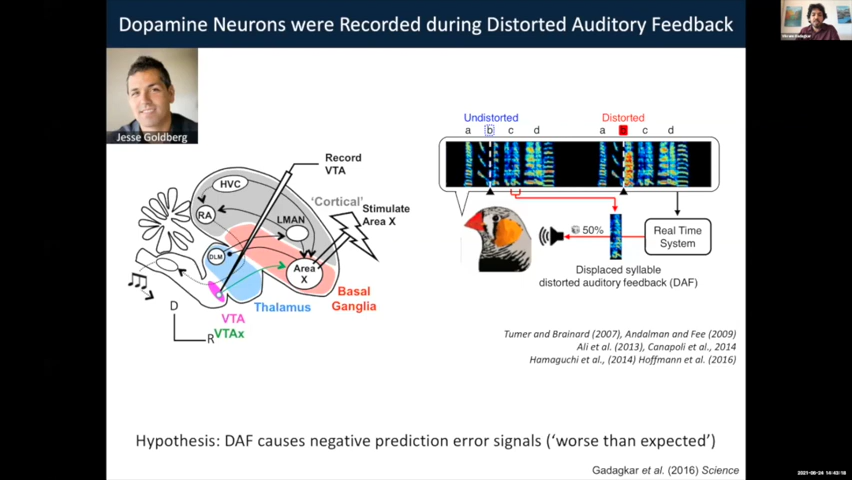 Dopamine Neurons were Recorded during Distorted Auditory Feedback
Jesse Goldberg
Record
VTA
HVC
'Cortical'
Stimulate
Area X
RA
LMAN
DLM
Area
X
Basal
Ganglia
Thalamus
VTA
VTAx
D
R
Undistorted
Distorted
a b c d
a b c d
@ 50%
Real Time
System
Displaced syllable
distorted auditory feedback (DAF)
Tumer and Brainard (2007), Andalman and Fee (2009)
Ali et al. (2013), Canapoli et al., 2014
Hamaguchi et al., (2014) Hoffmann et al. (2016)
Hypothesis: DAF causes negative prediction error signals ('worse than expected')
Gadagkar et al. (2016) Science